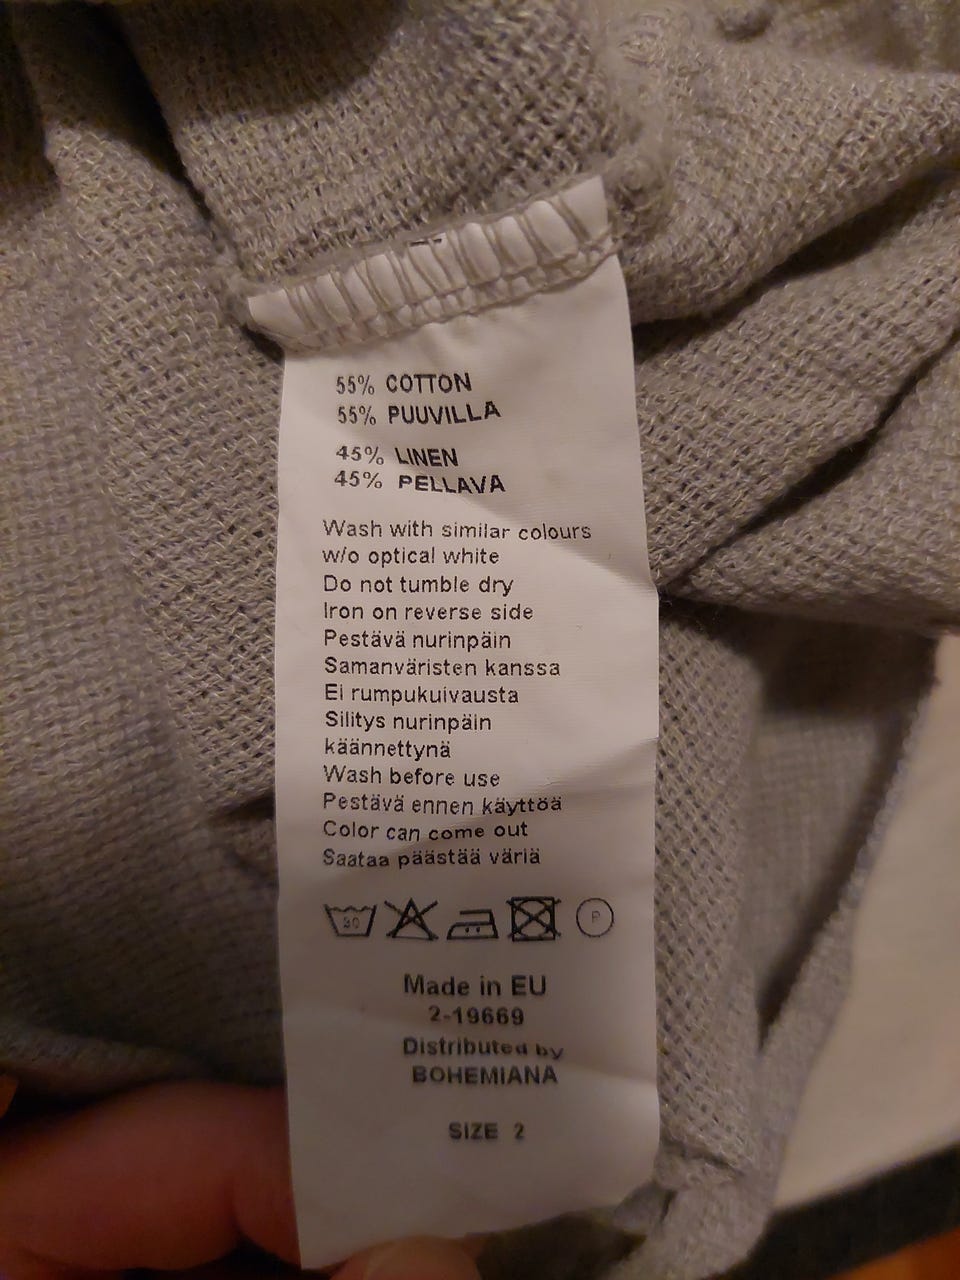 55% COTTON
55% PUUVILLA
45% LINEN
45% PELLAVA
Wash with similar colours
w/o optical white
Do not tumble dry
Iron on reverse side
Pestävä nurinpäin
Samanväristen kanssa
Ei rumpukuivausta
Silitys nurinpäin
käännettynä
Wash before use
Pestävä ennen käyttöä
Color can come out
Saataa päästää väriä
30 P
Made in EU
2-19669
Distributed by
BOHEMIANA
SIZE 2